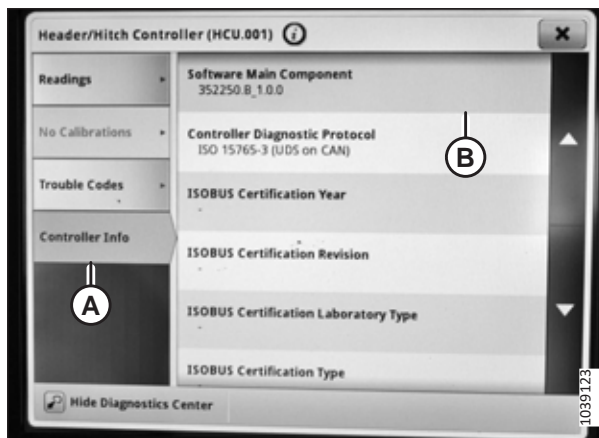 Header/Hitch Controller (HCU.001) i
Readings
No Calibrations
Trouble Codes
Controller Info
A
Software Main Component
352250.B_1.0.0
Controller Diagnostic Protocol
ISO 15765-3 (UDS on CAN)
B
ISOBUS Certification Year
-
ISOBUS Certification Revision
-
ISOBUS Certification Laboratory Type
-
ISOBUS Certification Type
Hide Diagnostics Center
1039123